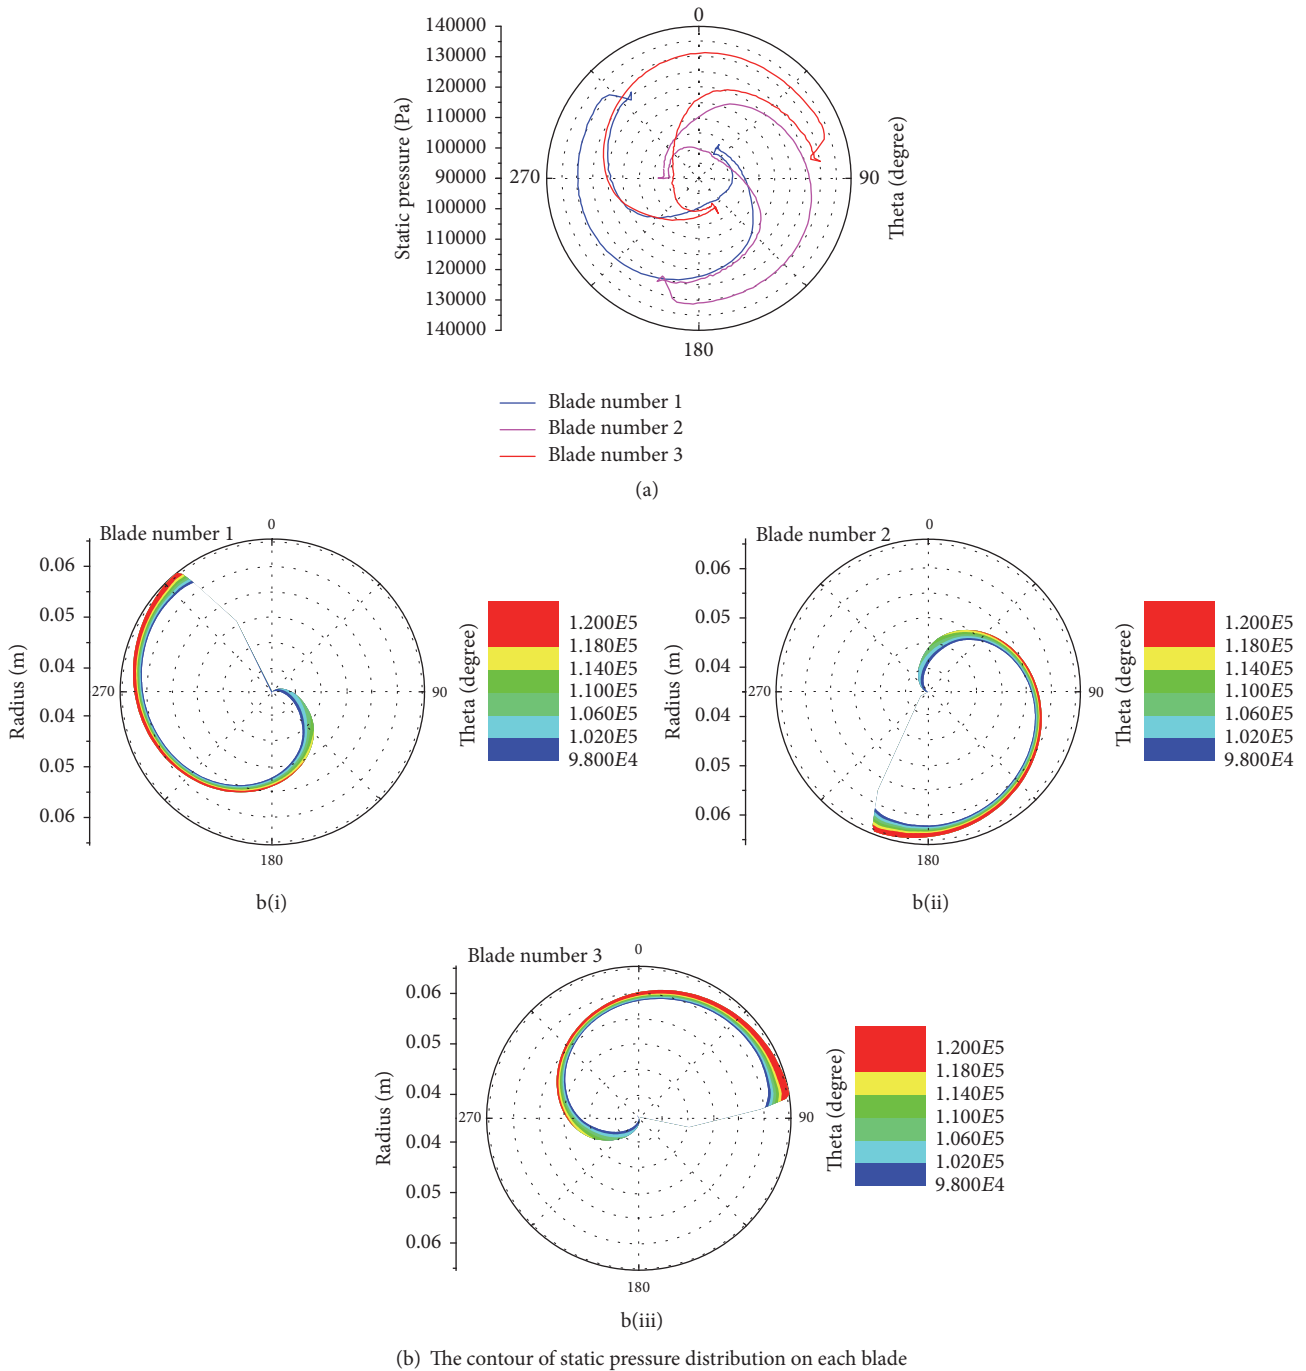 0
140000
130000
120000
110000
100000
90000
100000
110000
120000
130000
140000
Static pressure (Pa)
270
90
Theta (degree)
180
Blade number 1
Blade number 2
Blade number 3
(a)
Blade number 1
0
0.06
0.05
0.04
0.04
0.05
0.06
Radius (m)
270
90
180
Theta (degree)
1.200E5
1.180E5
1.140E5
1.100E5
1.060E5
1.020E5
9.800E4
b(i)
Blade number 2
0
0.06
0.05
0.04
0.04
0.05
0.06
Radius (m)
270
90
180
Theta (degree)
1.200E5
1.180E5
1.140E5
1.100E5
1.060E5
1.020E5
9.800E4
b(ii)
Blade number 3
0
0.06
0.05
0.04
0.04
0.05
0.06
Radius (m)
270
90
180
Theta (degree)
1.200E5
1.180E5
1.140E5
1.100E5
1.060E5
1.020E5
9.800E4
b(iii)
(b) The contour of static pressure distribution on each blade